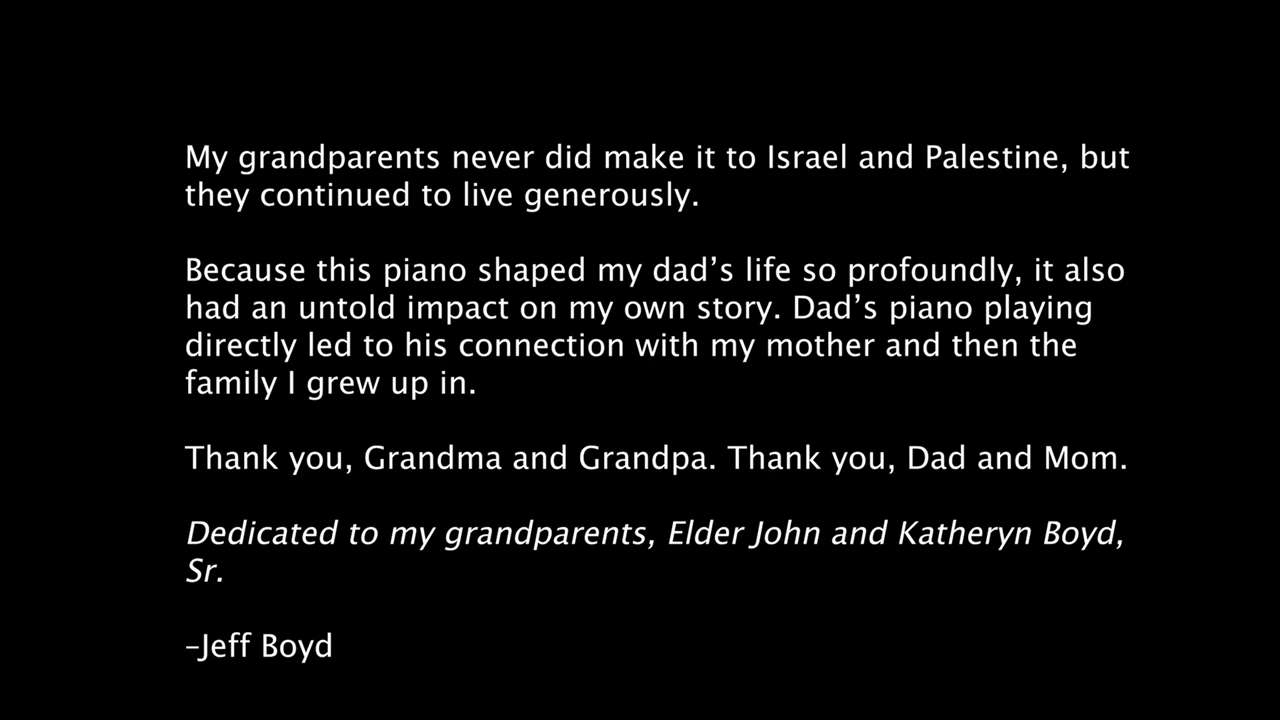 My grandparents never did make it to Israel and Palestine, but
they continued to live generously.
Because this piano shaped my dad’s life so profoundly, it also
had an untold impact on my own story. Dad’s piano playing
directly led to his connection with my mother and then the
family I grew up in.
Thank you, Grandma and Grandpa. Thank you, Dad and Mom.
Dedicated to my grandparents, Elder John and Katheryn Boyd,
Sr.
–Jeff Boyd